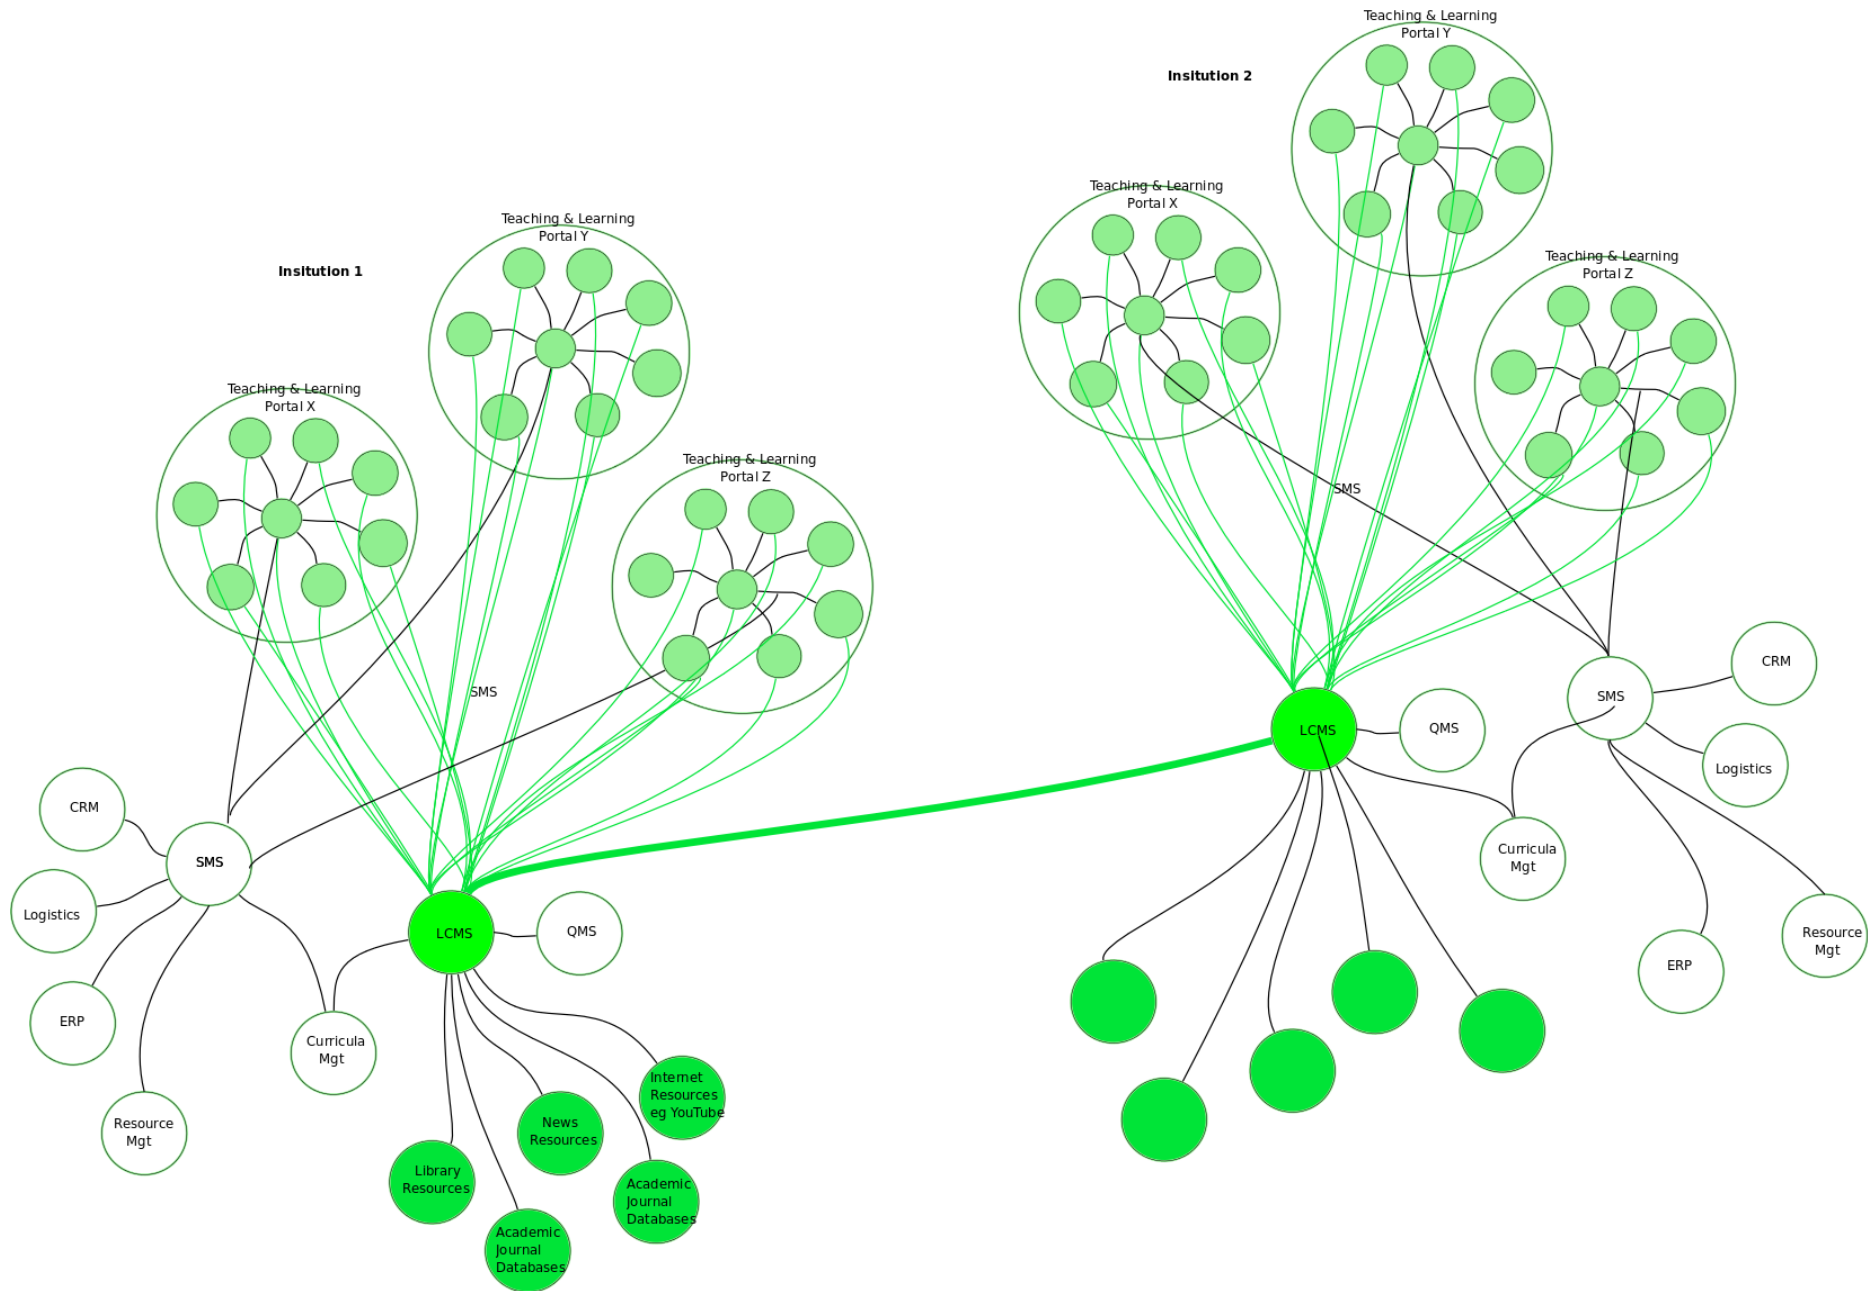 Teaching & Learning
Portal Y
Insitution 2
Teaching & Learning
Portal X
Teaching & Learning
Portal Y
Teaching & Learning
Portal Z
Insitution 1
Teaching & Learning
Portal X
Teaching & Learning
Portal Z
SMS
SMS
CRM
SMS
LCMS
QMS
CRM
SMS
Logistics
Logistics
Curricula
Mgt
LCMS
QMS
Resource
Mgt
ERP
ERP
Curricula
Mgt
Resource
Mgt
Internet
Resources
eg YouTube
News
Resources
Library
Resources
Academic
Journal
Databases
Academic
Journal
Databases